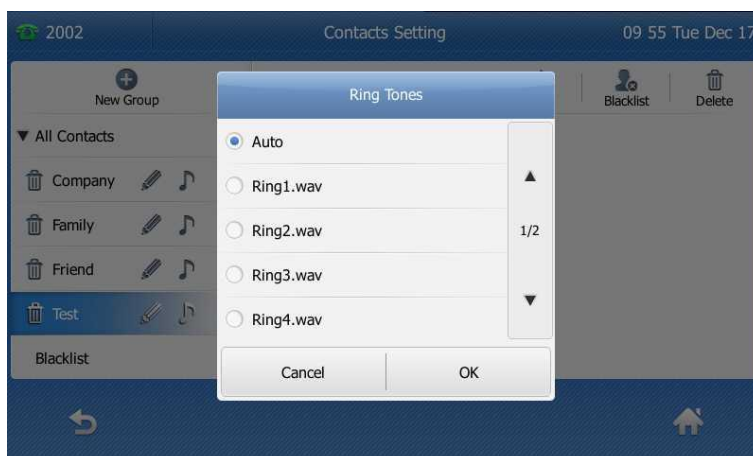 2002 Contacts Setting 09 55 Tue Dec 17
New Group Blacklist Delete
Ring Tones
All Contacts
Company
Family
Friend
Test
Blacklist
Auto
Ring1.wav
Ring2.wav
Ring3.wav
Ring4.wav
1/2
Cancel OK